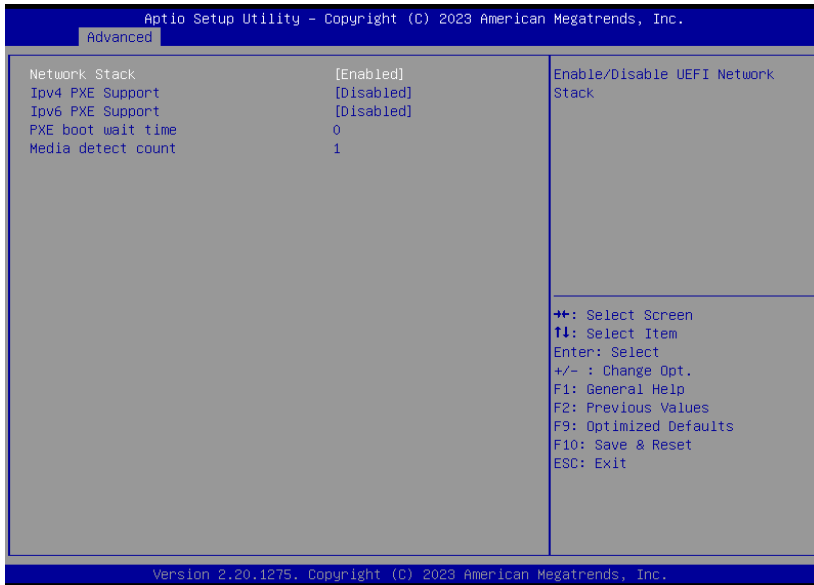 Aptio Setup Utility – Copyright (C) 2023 American Megatrends, Inc.
Advanced
Network Stack [Enabled]
Ipv4 PXE Support [Disabled]
Ipv6 PXE Support [Disabled]
PXE boot wait time 0
Media detect count 1
Enable/Disable UEFI Network
Stack
→←: Select Screen
↑↓: Select Item
Enter: Select
+/- : Change Opt.
F1: General Help
F2: Previous Values
F9: Optimized Defaults
F10: Save & Reset
ESC: Exit
Version 2.20.1275. Copyright (C) 2023 American Megatrends, Inc.